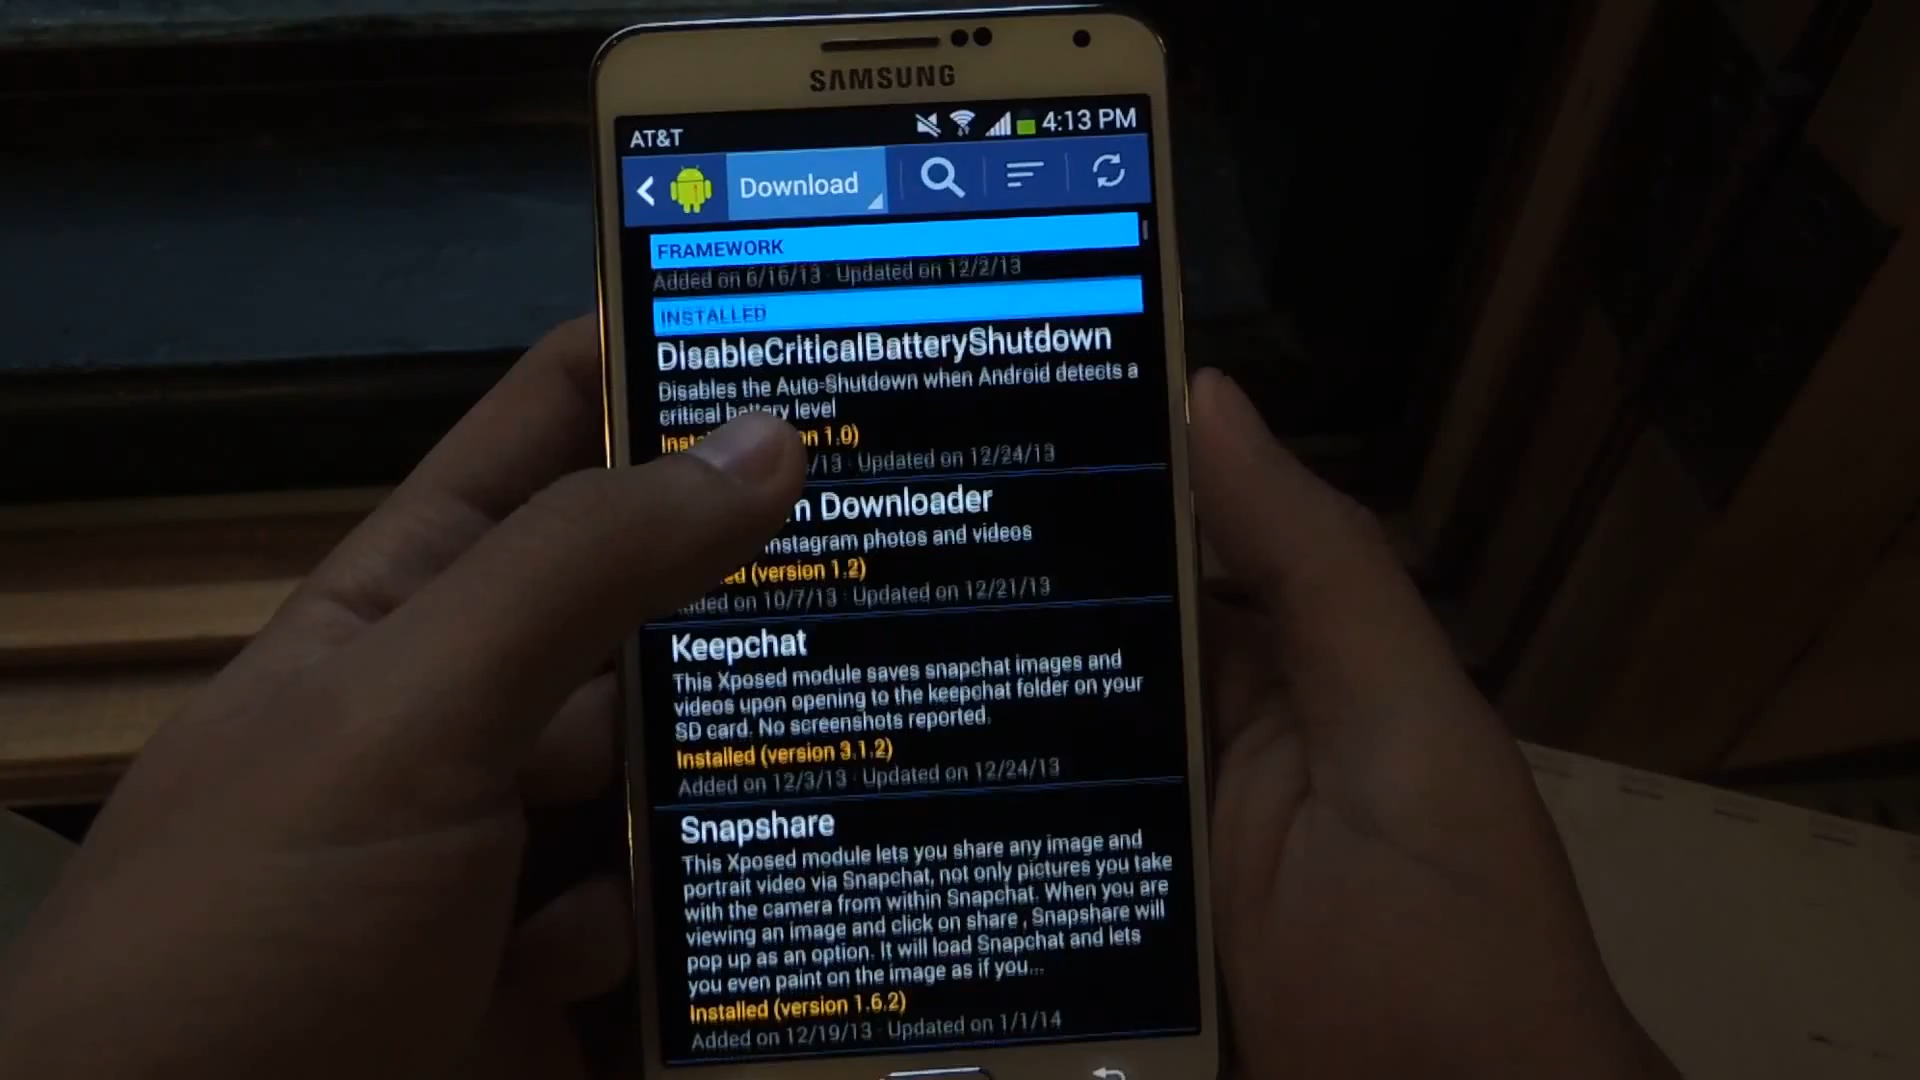 SAMSUNG
AT&T 4:13 PM
Download
FRAMEWORK
Added on 6/16/13 · Updated on 12/2/13
INSTALLED
DisableCriticalBatteryShutdown
Disables the Auto-Shutdown when Android detects a
critical battery level
1.0)
/13 · Updated on 12/24/13
Downloader
Instagram photos and videos
(version 1.2)
on 10/7/13 · Updated on 12/21/13
Keepchat
This Xposed module saves snapchat images and
videos upon opening to the keepchat folder on your
SD card. No screenshots reported.
Installed (version 3.1.2)
Added on 12/3/13 · Updated on 12/24/13
Snapshare
This Xposed module lets you share any image and
portrait video via Snapchat, not only pictures you take
with the camera from within Snapchat. When you are
viewing an image and click on share , Snapshare will
pop up as an option. It will load Snapchat and lets
you even paint on the image as if you...
Installed (version 1.6.2)
Added on 12/19/13 · Updated on 1/1/14